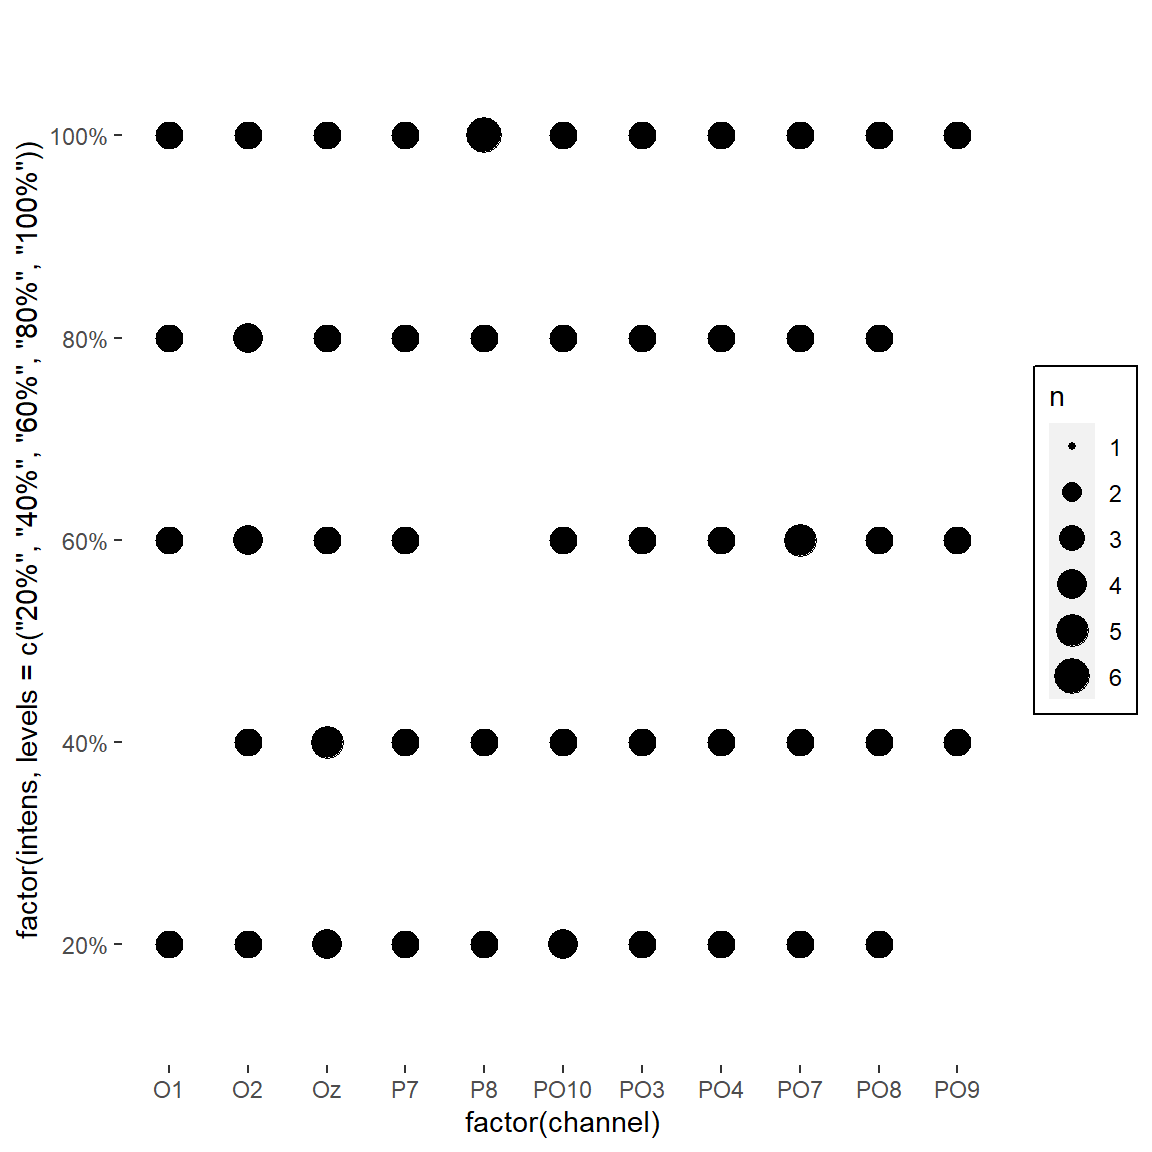 factor(intens, levels = c("20%", "40%", "60%", "80%", "100%"))
100%
80%
60%
40%
20%
O1 O2 Oz P7 P8 PO10 PO3 PO4 PO7 PO8 PO9
factor(channel)
n
1
2
3
4
5
6